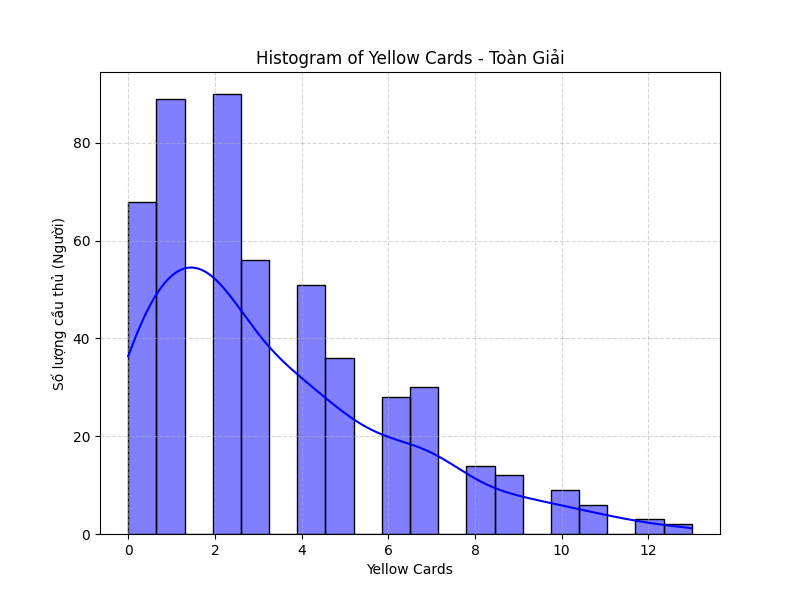 Histogram of Yellow Cards - Toàn Giải
Số lượng cầu thủ (Người)
80
60
40
20
0
0 2 4 6 8 10 12
Yellow Cards